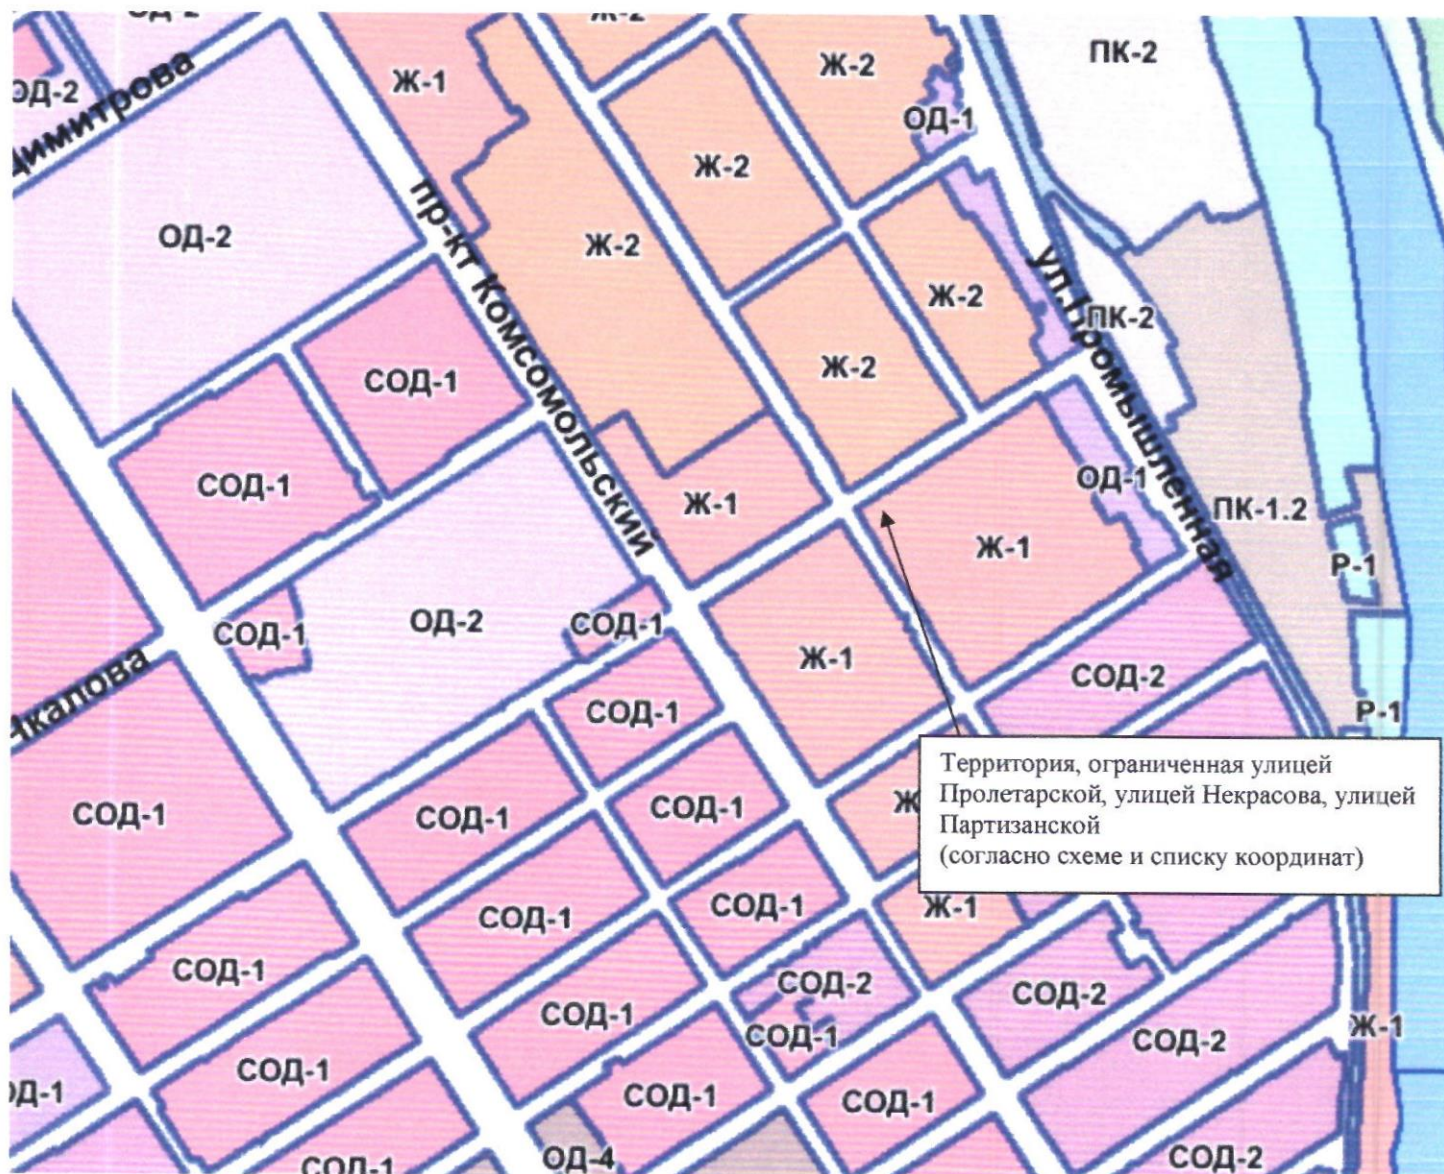 ОД-2
Ж-2
Ж-1
Ж-2
ПК-2
ОД-2
Димитрова
ОД-1
Ж-2
ОД-2
пр-кт Комсомольский
Ж-2
Ж-2
ул.Промышленная
ПК-2
СОД-1
Ж-2
СОД-1
Ж-1
ОД-1
ПК-1.2
Ж-1
Р-1
СОД-1
ОД-2
СОД-1
Ж-1
СОД-2
Чкалова
СОД-1
Р-1
Территория, ограниченная улицей
Пролетарской, улицей Некрасова, улицей
Партизанской
(согласно схеме и списку координат)
СОД-1
СОД-1
СОД-1
Ж
СОД-1
СОД-1
Ж-1
СОД-1
СОД-2
СОД-2
СОД-1
СОД-1
Ж-1
СОД-2
СОД-1
ОД-1
СОД-1
СОД-1
СОД-1
ОД-4
СОД-2